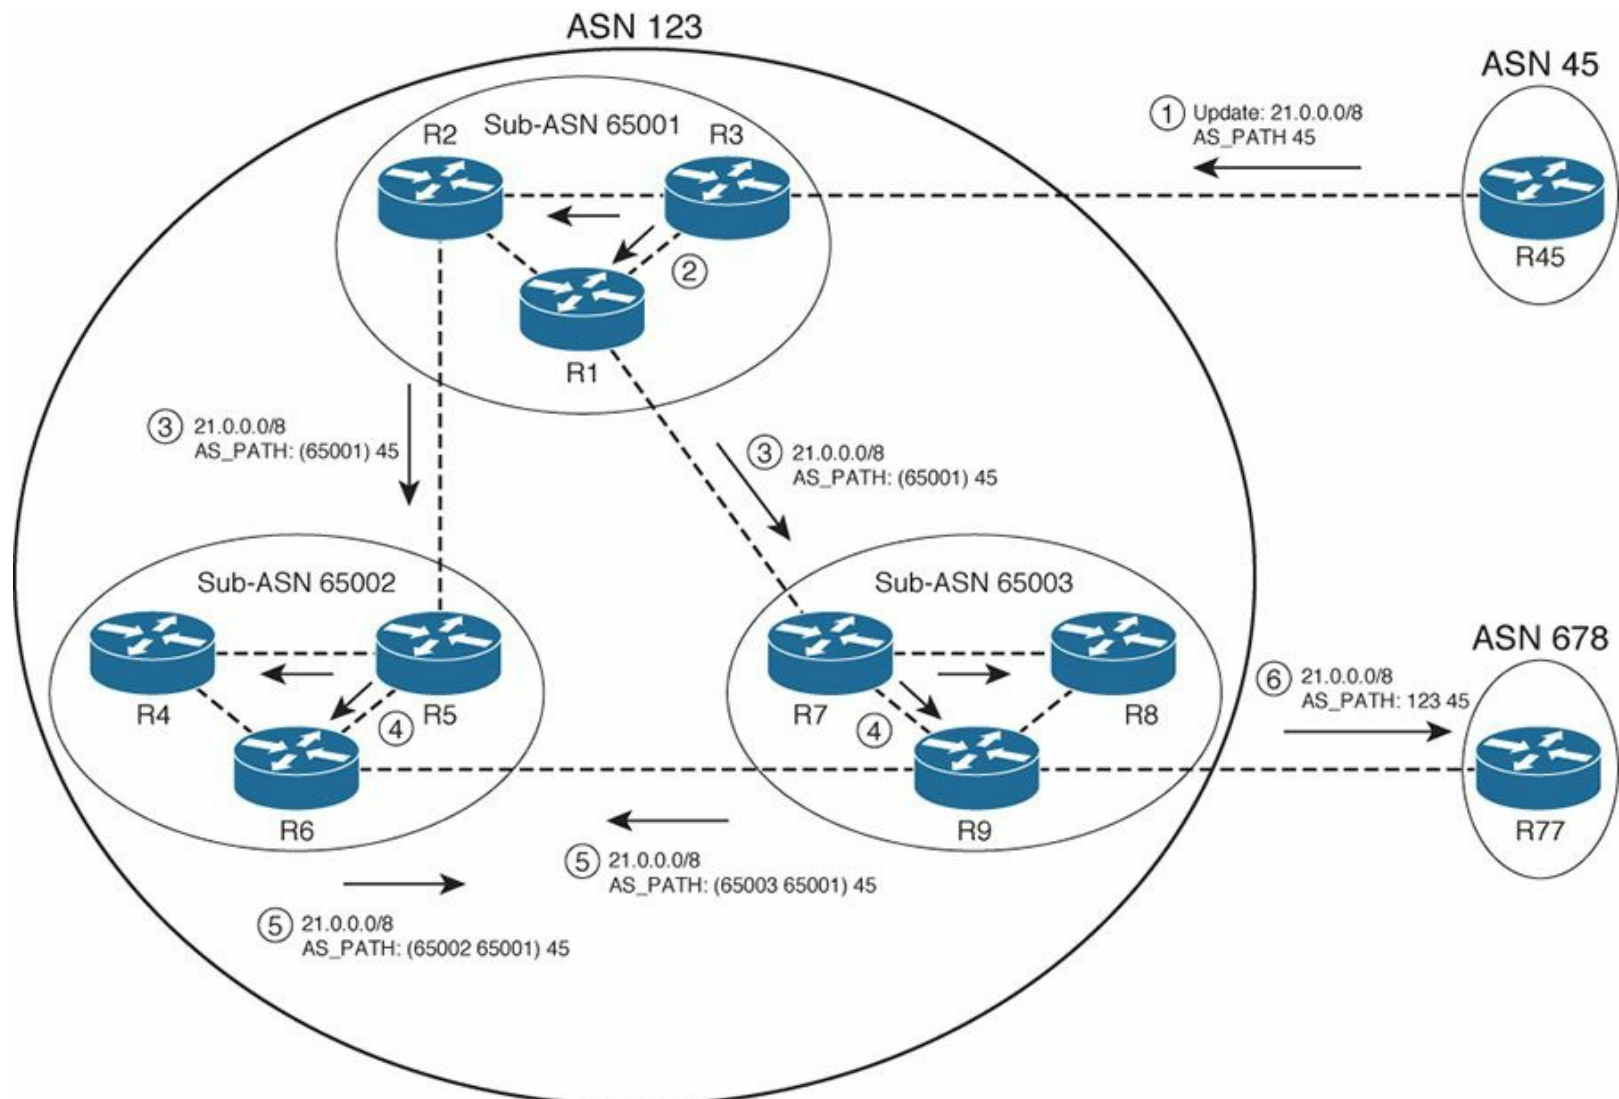 ASN 123
ASN 45
Sub-ASN 65001
R2
R3
① Update: 21.0.0.0/8
AS_PATH 45
②
R45
R1
③ 21.0.0.0/8
AS_PATH: (65001) 45
③ 21.0.0.0/8
AS_PATH: (65001) 45
Sub-ASN 65002
Sub-ASN 65003
ASN 678
R4
④
R5
R7
④
R8
⑥ 21.0.0.0/8
AS_PATH: 123 45
R6
R9
R77
⑤ 21.0.0.0/8
AS_PATH: (65003 65001) 45
⑤ 21.0.0.0/8
AS_PATH: (65002 65001) 45